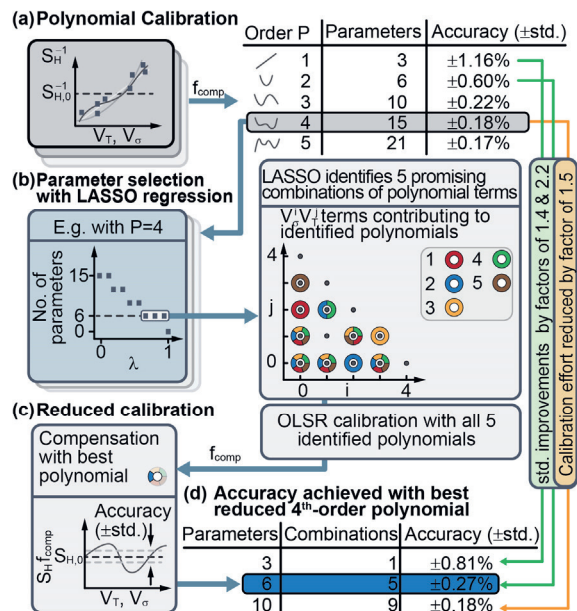 (a) Polynomial Calibration
S_H^-1
S_H,0^-1
V_T, V_σ
f_comp
Order P Parameters Accuracy (±std.)
1 3 ±1.16%
2 6 ±0.60%
3 10 ±0.22%
4 15 ±0.18%
5 21 ±0.17%
(b) Parameter selection
with LASSO regression
E.g. with P=4
No. of
parameters
15
6
0
0 1
λ
LASSO identifies 5 promising
combinations of polynomial terms
V_σ^i V_T^j terms contributing to
identified polynomials
4
j
0
0 i 4
1 4
2 5
3
OLSR calibration with all 5
identified polynomials
std. improvements by factors of 1.4 & 2.2
Calibration effort reduced by factor of 1.5
(c) Reduced calibration
Compensation
with best
polynomial
f_comp
Accuracy
(±std.)
S_H f_comp
S_H,0
V_T, V_σ
(d) Accuracy achieved with best
reduced 4th-order polynomial
Parameters Combinations Accuracy (±std.)
3 1 ±0.81%
6 5 ±0.27%
10 9 ±0.18%